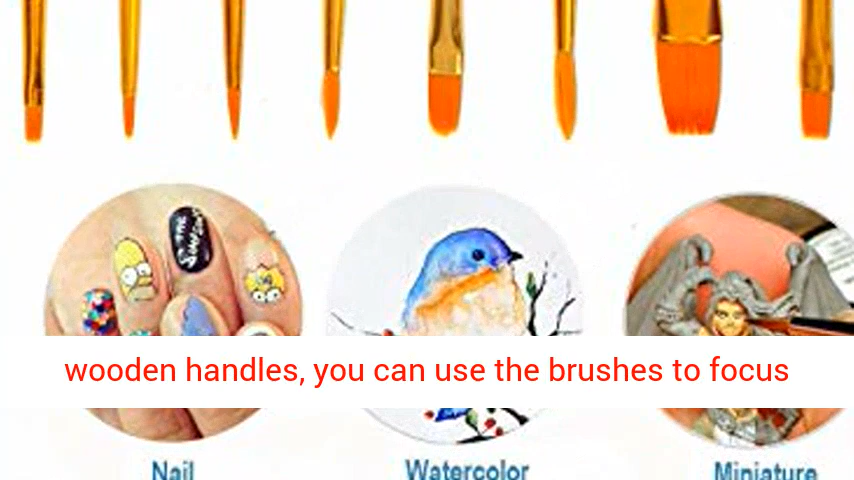 wooden handles, you can use the brushes to focus
Nail
Watercolor
Miniature